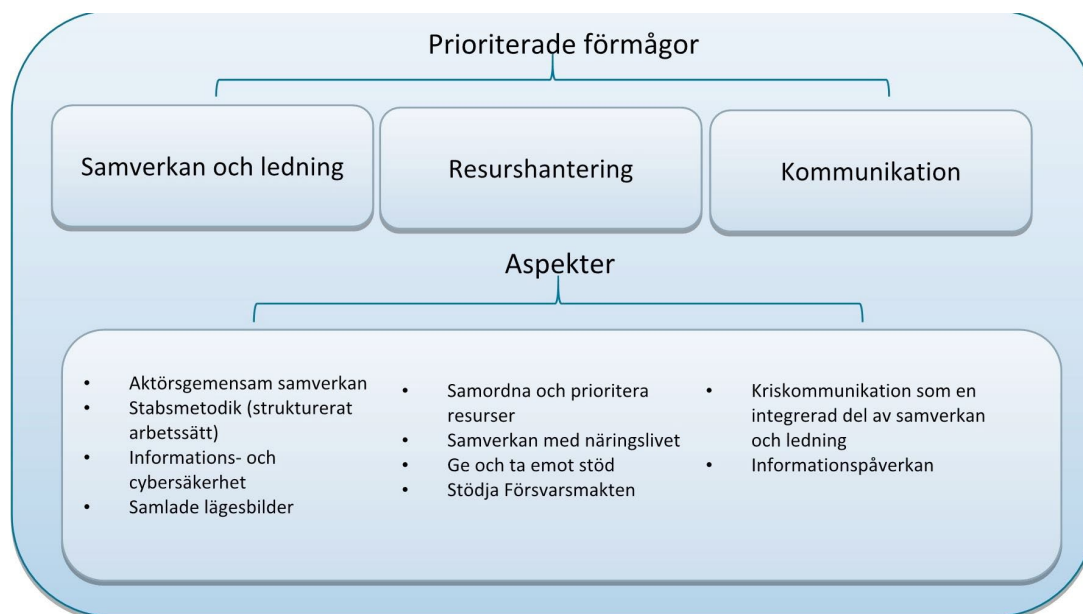 Prioriterade förmågor
Samverkan och ledning
Resurshantering
Kommunikation
Aspekter
• Aktörsgemensam samverkan
• Stabsmetodik (strukturerat
arbetssätt)
• Informations- och
cybersäkerhet
• Samlade lägesbilder
• Samordna och prioritera
resurser
• Samverkan med näringslivet
• Ge och ta emot stöd
• Stödja Försvarsmakten
• Kriskommunikation som en
integrerad del av samverkan
och ledning
• Informationspåverkan